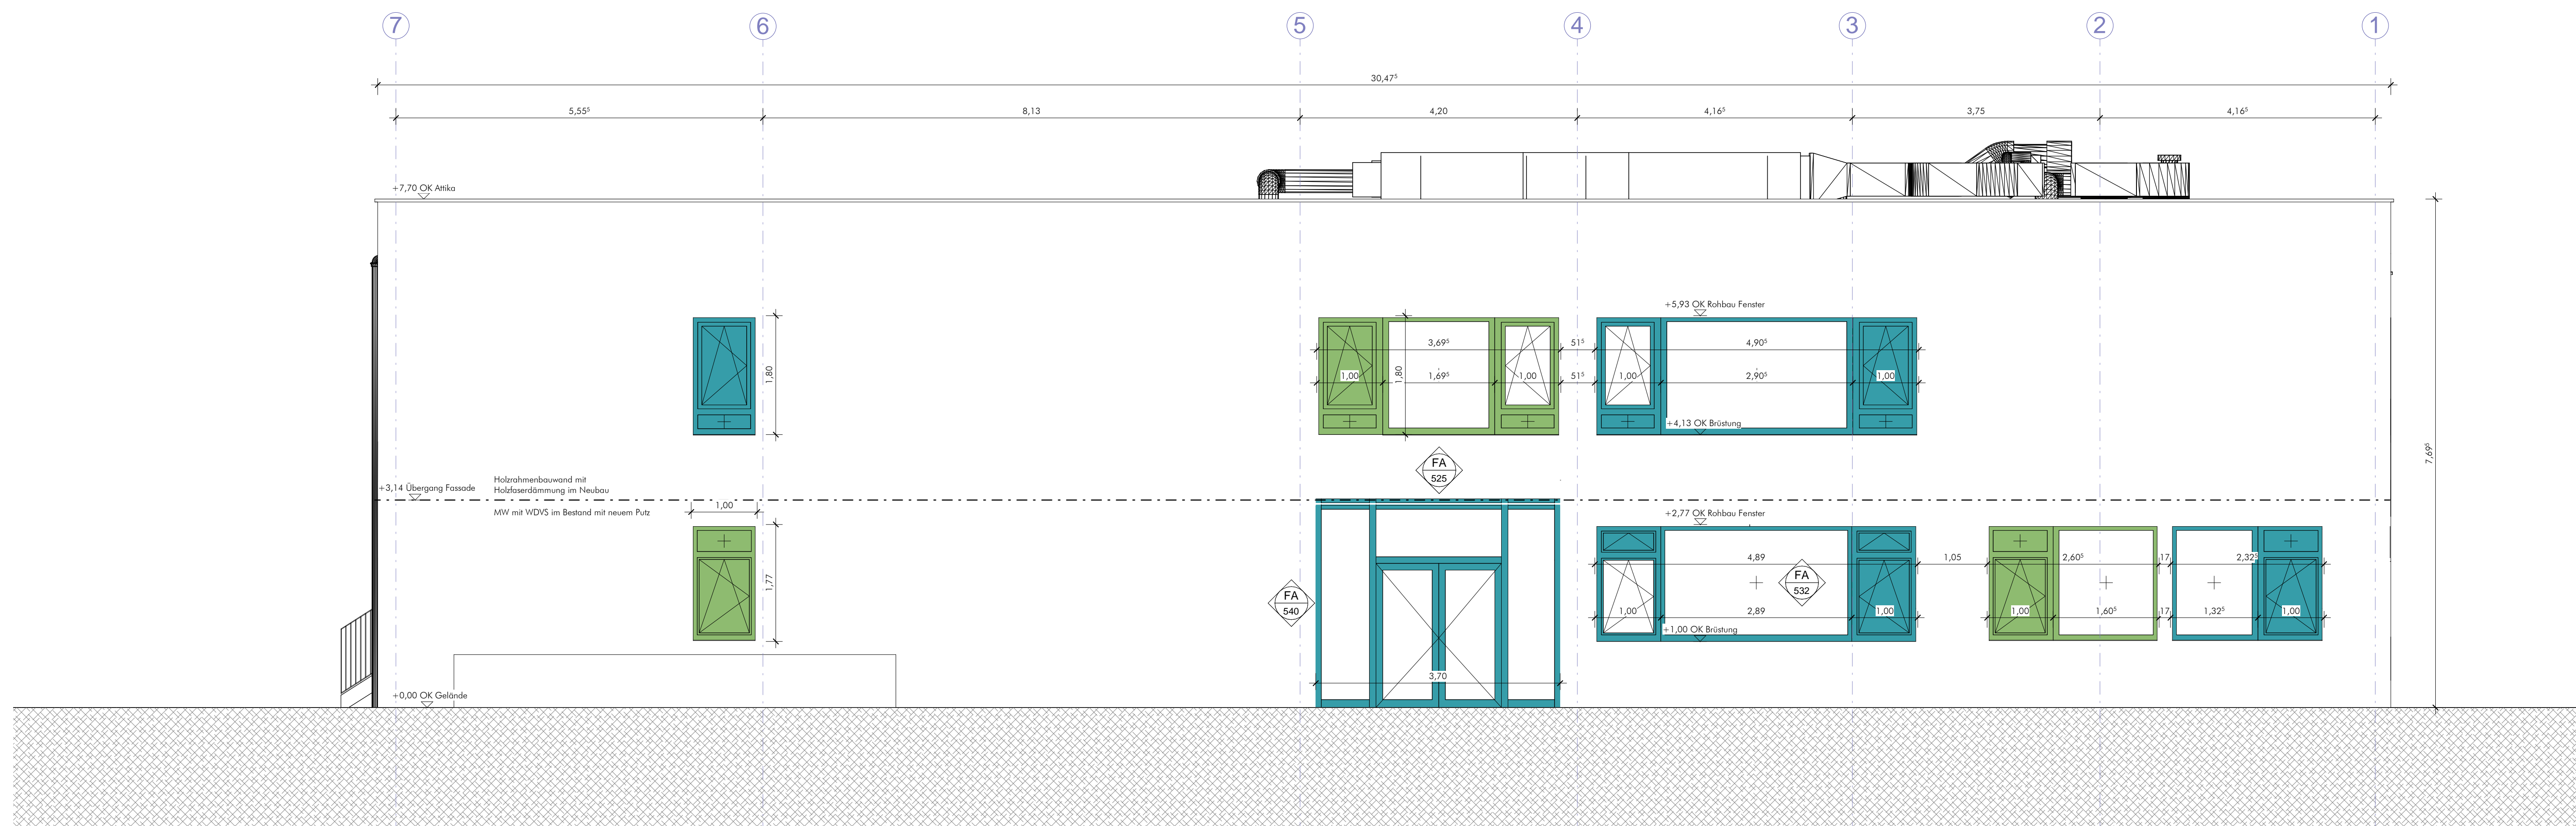 7 6 5 4 3 2 1
30,47⁵
5,55⁵ 8,13 4,20 4,16⁵ 3,75 4,16⁵
+7,70 OK Attika
+5,93 OK Rohbau Fenster
3,69⁵ 51⁵ 4,90⁵
1,80 1,00 1,80 1,69⁵ 1,00 51⁵ 1,00 2,90⁵ 1,00
+4,13 OK Brüstung
7,69⁵
FA
525
Holzrahmenbauwand mit
+3,14 Übergang Fassade
Holzfaserdämmung im Neubau
MW mit WDVS im Bestand mit neuem Putz
1,00
+2,77 OK Rohbau Fenster
4,89 1,05 2,60⁵ 17 2,32⁵
1,77
FA
532
FA
540
1,00 2,89 1,00 1,00 1,60⁵ 17 1,32⁵ 1,00
+1,00 OK Brüstung
3,70
+0,00 OK Gelände